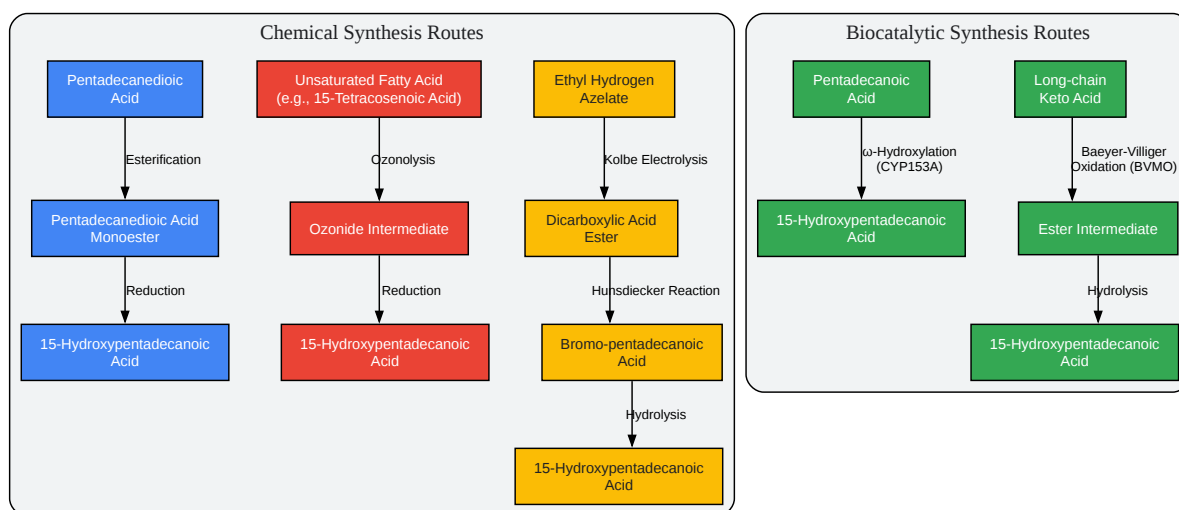 Chemical Synthesis Routes
Pentadecanedioic
Acid
Esterification
Pentadecanedioic Acid
Monoester
Reduction
15-Hydroxypentadecanoic
Acid
Unsaturated Fatty Acid
(e.g., 15-Tetracosenoic Acid)
Ozonolysis
Ozonide Intermediate
Reduction
15-Hydroxypentadecanoic
Acid
Ethyl Hydrogen
Azelate
Kolbe Electrolysis
Dicarboxylic Acid
Ester
Hunsdiecker Reaction
Bromo-pentadecanoic
Acid
Hydrolysis
15-Hydroxypentadecanoic
Acid
Biocatalytic Synthesis Routes
Pentadecanoic
Acid
ω-Hydroxylation
(CYP153A)
15-Hydroxypentadecanoic
Acid
Long-chain
Keto Acid
Baeyer-Villiger
Oxidation (BVMO)
Ester Intermediate
Hydrolysis
15-Hydroxypentadecanoic
Acid